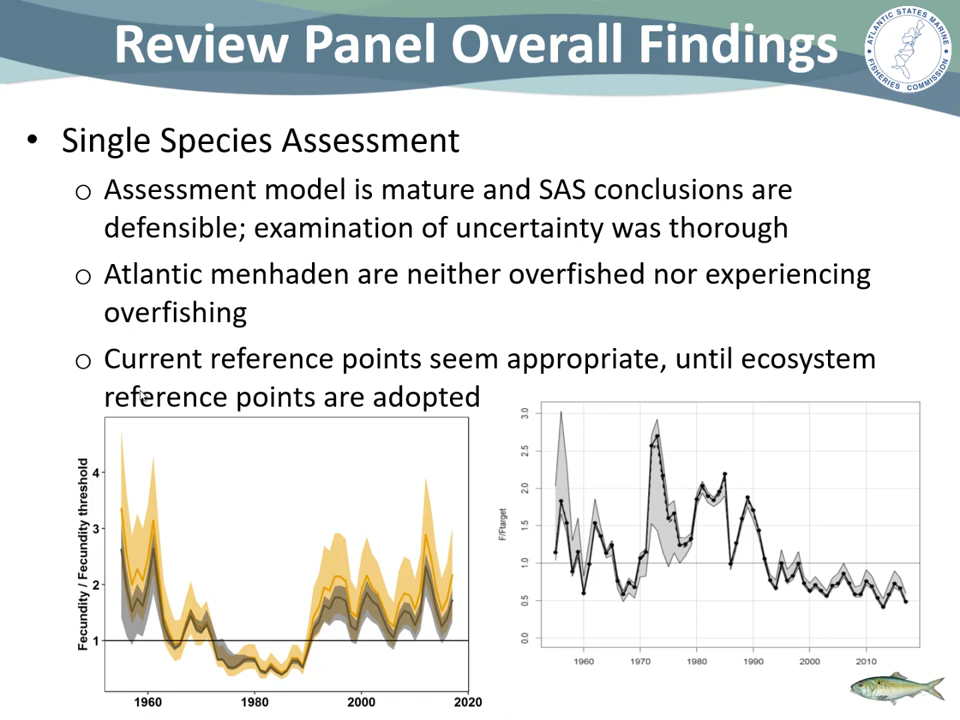 Review Panel Overall Findings
ATLANTIC STATES MARINE
FISHERIES COMMISSION
• Single Species Assessment
o Assessment model is mature and SAS conclusions are
defensible; examination of uncertainty was thorough
o Atlantic menhaden are neither overfished nor experiencing
overfishing
o Current reference points seem appropriate, until ecosystem
reference points are adopted
Fecundity / Fecundity threshold
4
3
2
1
1960 1980 2000 2020
F/Ftarget
3.0
2.5
2.0
1.5
1.0
0.5
0.0
1960 1970 1980 1990 2000 2010